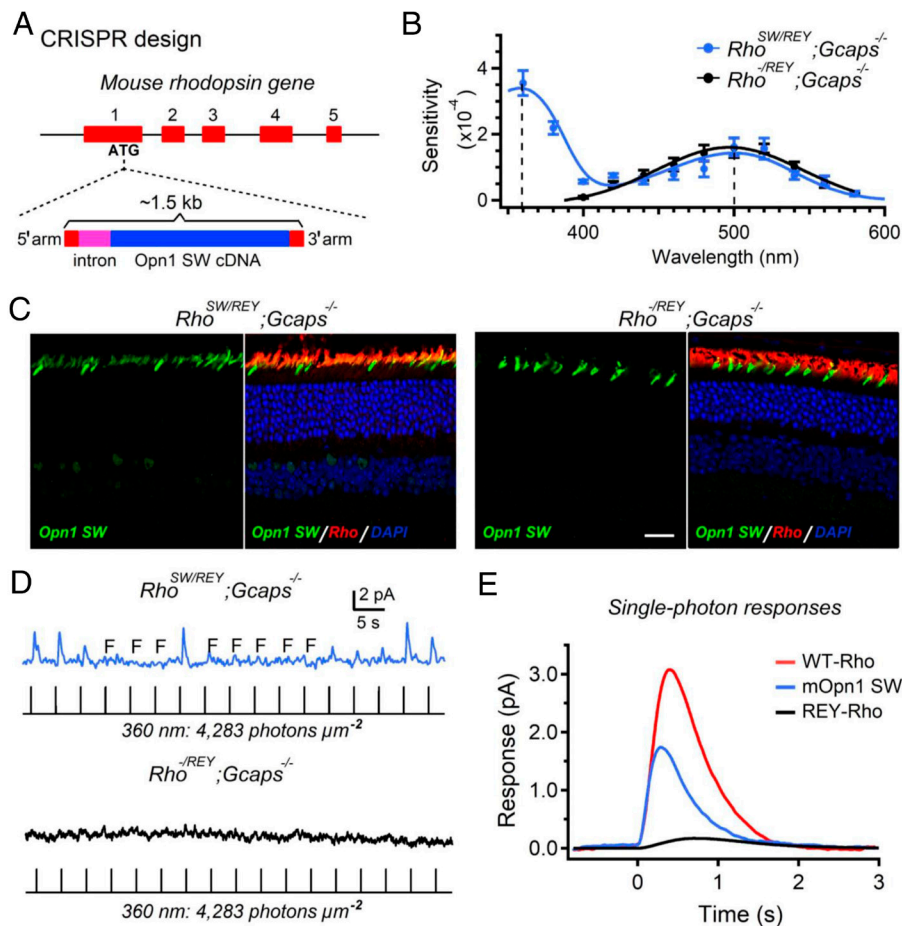 A
CRISPR design
Mouse rhodopsin gene
1 2 3 4 5
ATG
~1.5 kb
5'arm 3'arm
intron Opn1 SW cDNA
B
Rho SW/REY ;Gcaps -/-
Rho -/REY ;Gcaps -/-
Sensitivity
(x10-4)
4
2
0
400 500 600
Wavelength (nm)
C
Rho SW/REY ;Gcaps -/-
Rho -/REY ;Gcaps -/-
Opn1 SW
Opn1 SW/Rho/DAPI
Opn1 SW
Opn1 SW/Rho/DAPI
D
Rho SW/REY ;Gcaps -/-
2 pA
5 s
F F F F F F F F
360 nm: 4,283 photons µm-2
Rho -/REY ;Gcaps -/-
360 nm: 4,283 photons µm-2
E
Single-photon responses
WT-Rho
mOpn1 SW
REY-Rho
Response (pA)
3.0
2.0
1.0
0.0
0 1 2 3
Time (s)